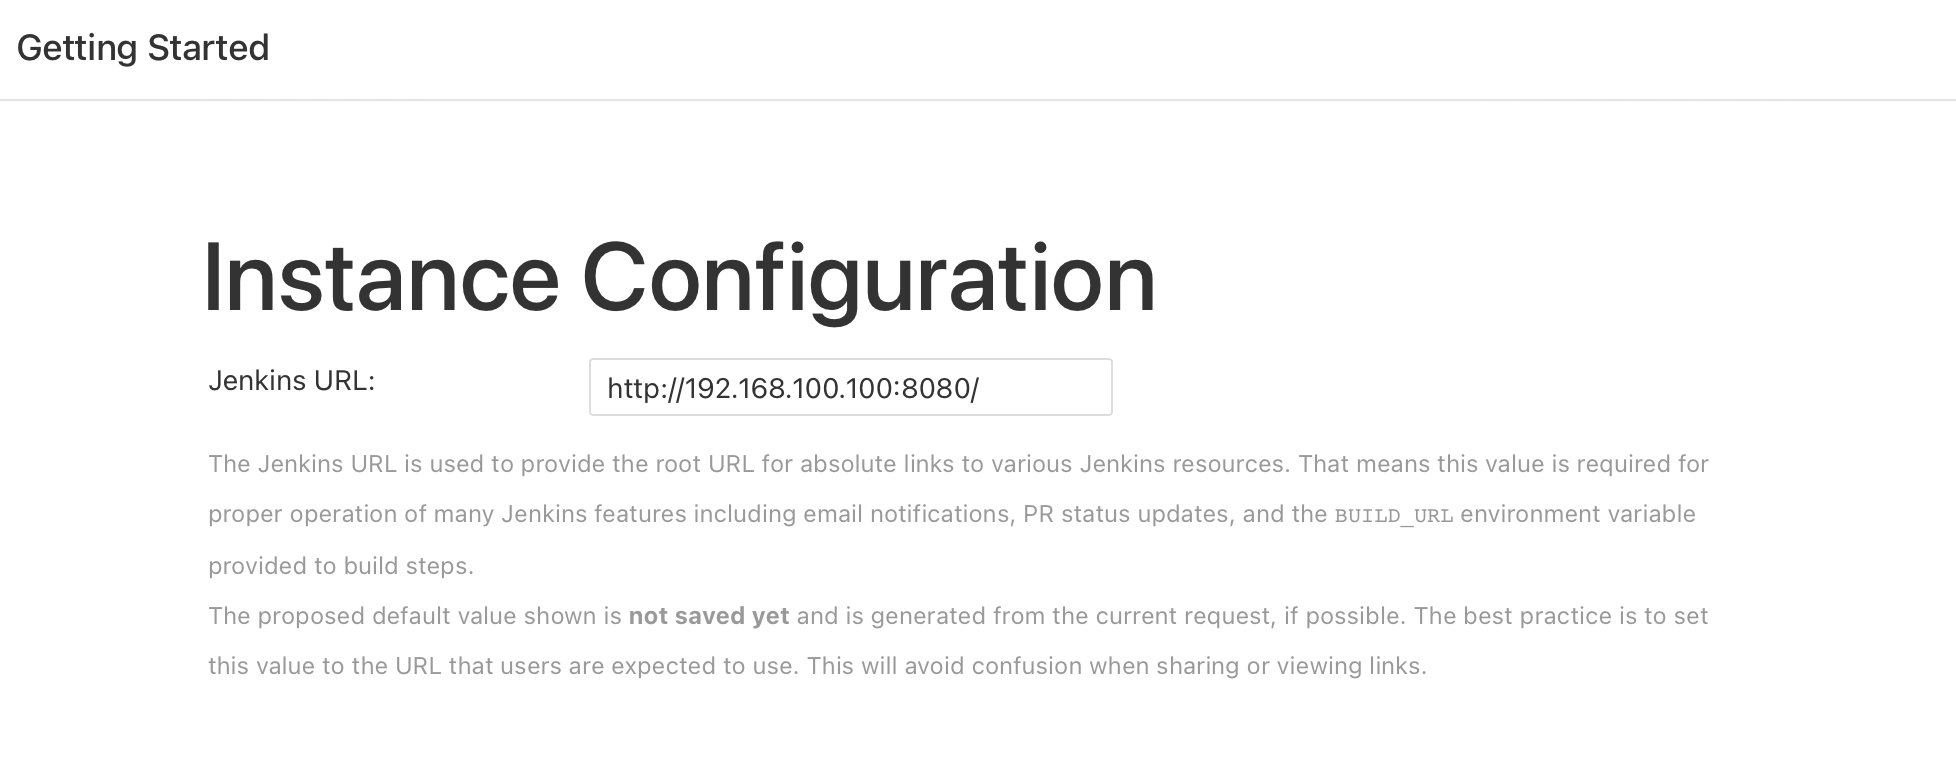 Getting Started
Instance Configuration
Jenkins URL:
http://192.168.100.100:8080/
The Jenkins URL is used to provide the root URL for absolute links to various Jenkins resources. That means this value is required for
proper operation of many Jenkins features including email notifications, PR status updates, and the BUILD_URL environment variable
provided to build steps.
The proposed default value shown is not saved yet and is generated from the current request, if possible. The best practice is to set
this value to the URL that users are expected to use. This will avoid confusion when sharing or viewing links.